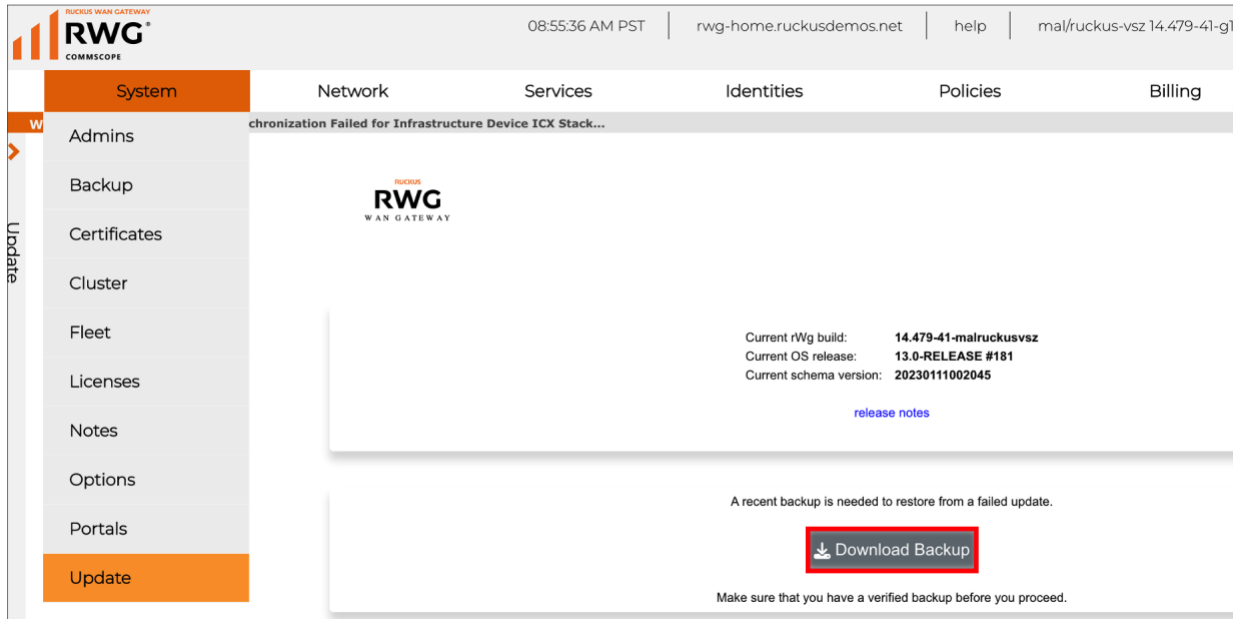 RUCKUS WAN GATEWAY
RWG®
COMMSCOPE
08:55:36 AM PST
rwg-home.ruckusdemos.net
help
mal/ruckus-vsz 14.479-41-g1
System
Network
Services
Identities
Policies
Billing
W
chronization Failed for Infrastructure Device ICX Stack...
Update
Admins
Backup
Certificates
Cluster
Fleet
Licenses
Notes
Options
Portals
Update
RUCKUS
RWG
WAN GATEWAY
Current rWg build: 14.479-41-malruckusvsz
Current OS release: 13.0-RELEASE #181
Current schema version: 20230111002045
release notes
A recent backup is needed to restore from a failed update.
Download Backup
Make sure that you have a verified backup before you proceed.